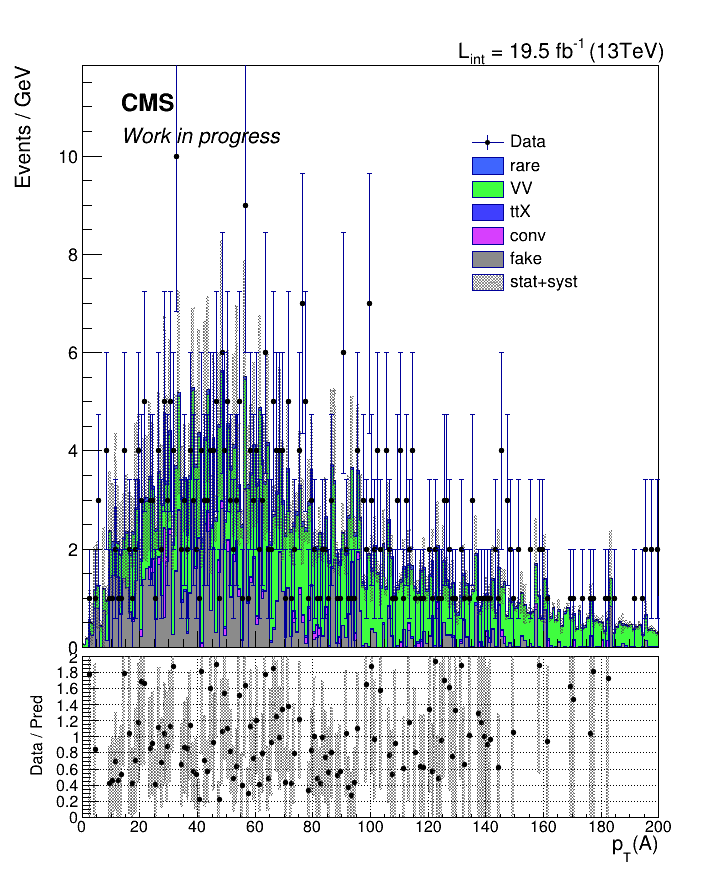 L_int = 19.5 fb^-1 (13TeV)
Events / GeV
CMS
Work in progress
Data
rare
VV
ttX
conv
fake
stat+syst
10
8
6
4
2
0
Data / Pred
2
1.8
1.6
1.4
1.2
1
0.8
0.6
0.4
0.2
0
0 20 40 60 80 100 120 140 160 180 200
p_T(A)